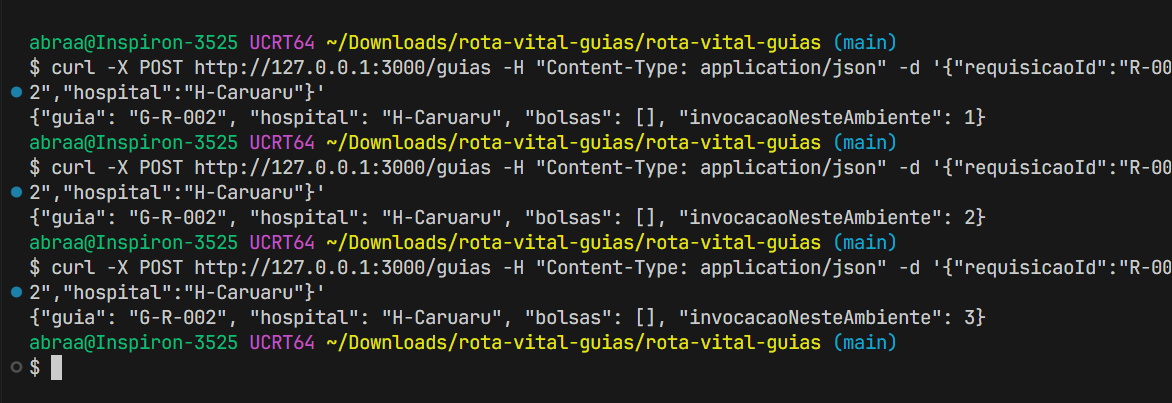 abraa@Inspiron-3525 UCRT64 ~/Downloads/rota-vital-guias/rota-vital-guias (main)
$ curl -X POST http://127.0.0.1:3000/guias -H "Content-Type: application/json" -d '{"requisicaoId":"R-00
2","hospital":"H-Caruaru"}'
{"guia": "G-R-002", "hospital": "H-Caruaru", "bolsas": [], "invocacaoNesteAmbiente": 1}
abraa@Inspiron-3525 UCRT64 ~/Downloads/rota-vital-guias/rota-vital-guias (main)
$ curl -X POST http://127.0.0.1:3000/guias -H "Content-Type: application/json" -d '{"requisicaoId":"R-00
2","hospital":"H-Caruaru"}'
{"guia": "G-R-002", "hospital": "H-Caruaru", "bolsas": [], "invocacaoNesteAmbiente": 2}
abraa@Inspiron-3525 UCRT64 ~/Downloads/rota-vital-guias/rota-vital-guias (main)
$ curl -X POST http://127.0.0.1:3000/guias -H "Content-Type: application/json" -d '{"requisicaoId":"R-00
2","hospital":"H-Caruaru"}'
{"guia": "G-R-002", "hospital": "H-Caruaru", "bolsas": [], "invocacaoNesteAmbiente": 3}
abraa@Inspiron-3525 UCRT64 ~/Downloads/rota-vital-guias/rota-vital-guias (main)
$